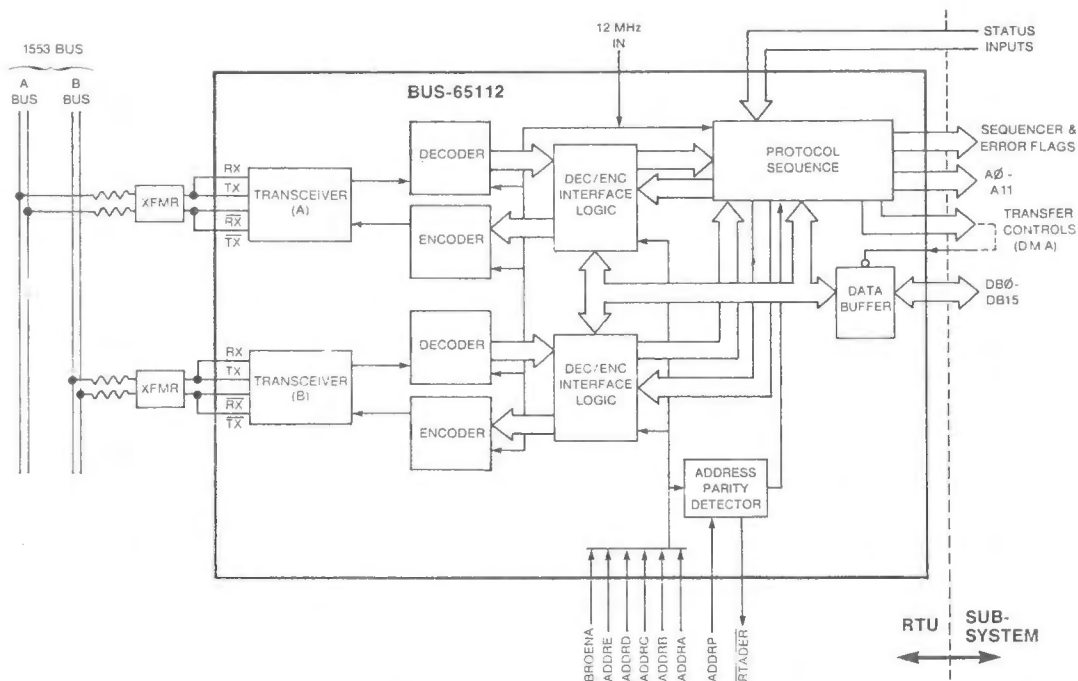 1553 BUS
A
BUS
B
BUS
12 MHz
IN
STATUS
INPUTS
BUS-65112
DECODER
ENCODER
DEC/ENC
INTERFACE
LOGIC
PROTOCOL
SEQUENCE
SEQUENCER &
ERROR FLAGS
AØ -
A11
TRANSFER
CONTROLS
(DMA)
RX
TX
RX
TX
XFMR
TRANSCEIVER
(A)
DATA
BUFFER
DBØ-
DB15
DECODER
ENCODER
DEC/ENC
INTERFACE
LOGIC
RX
TX
RX
TX
XFMR
TRANSCEIVER
(B)
ADDRESS
PARITY
DETECTOR
BROENA
ADDRE
ADDRD
ADDRC
ADDRB
ADDRA
ADDRP
RTADER
RTU
SUB-
SYSTEM